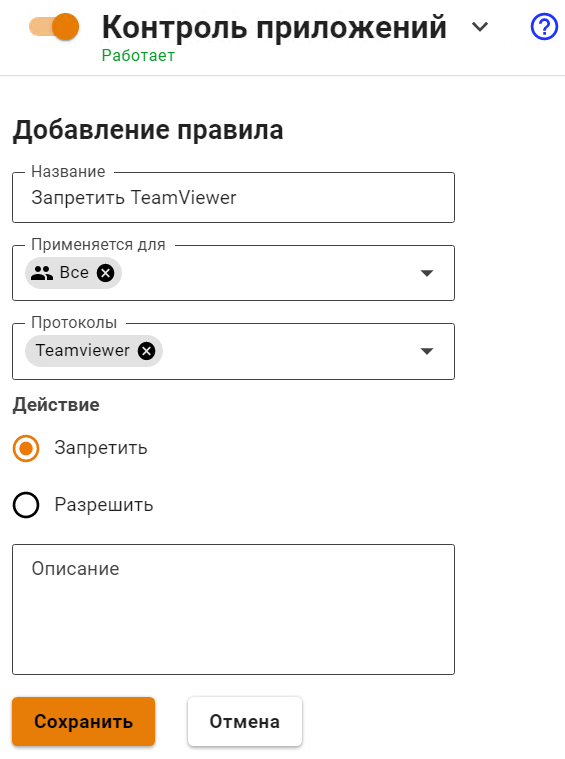 Контроль приложений
Работает
Добавление правила
Название
Запретить TeamViewer
Применяется для
Все
Протоколы
Teamviewer
Действие
Запретить
Разрешить
Описание
Сохранить
Отмена